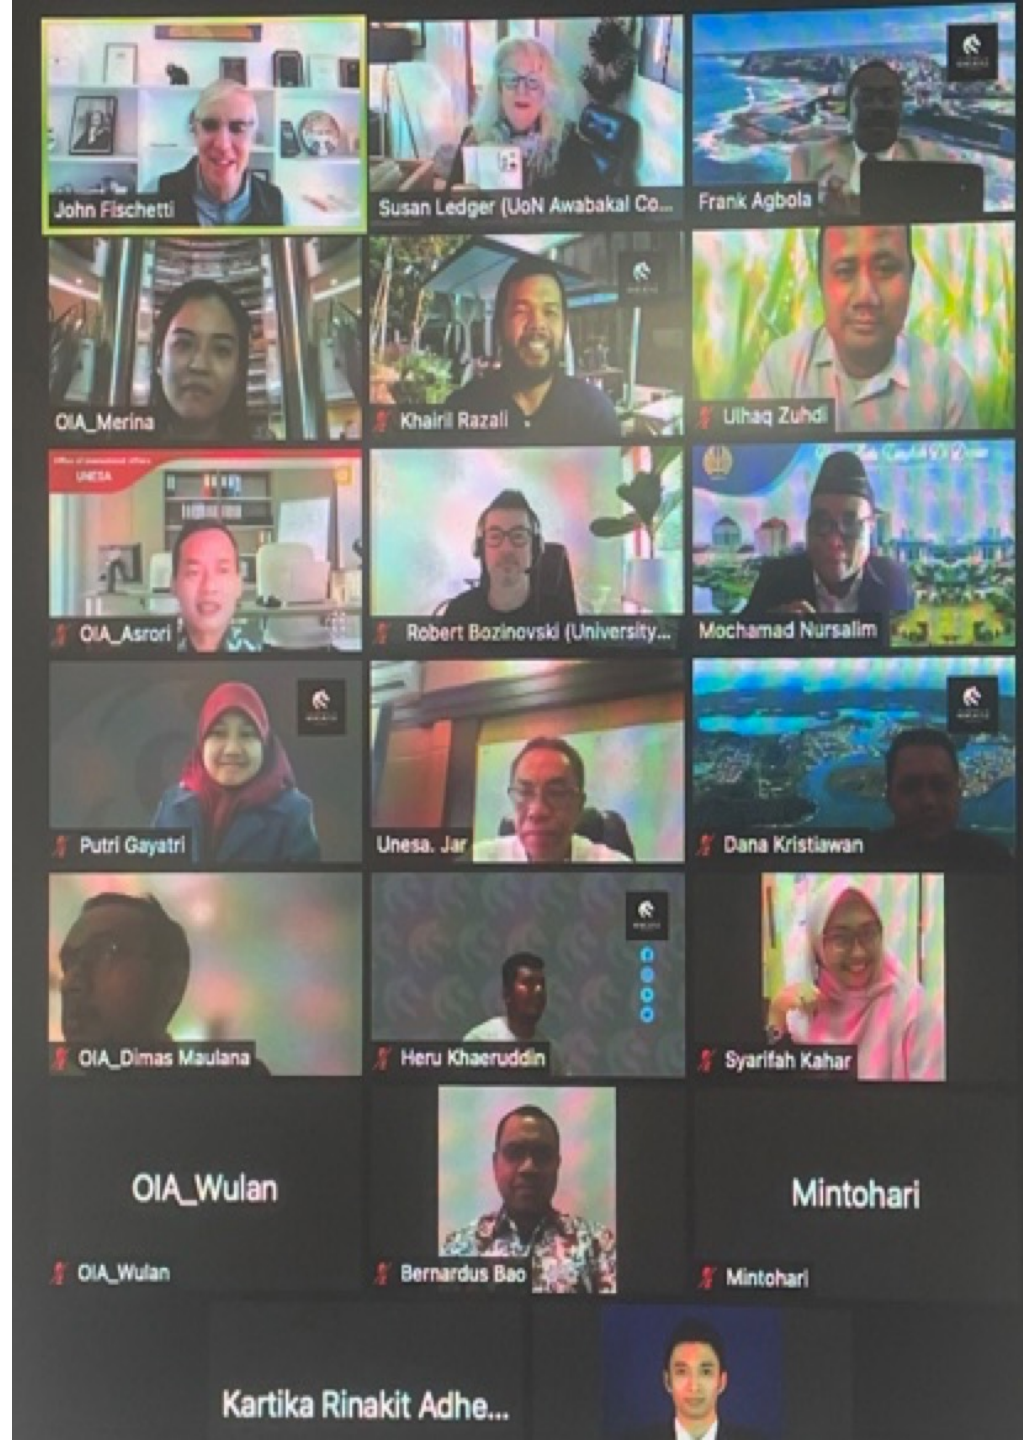 John Fischetti
Susan Ledger (UoN Awabakal Co...
Frank Agbola
OIA_Merina
Khairil Razali
Ulhaq Zuhdi
Office of International Affairs
UNESA
OIA_Asrori
Robert Bozinovski (University...
Mochamad Nursalim
Putri Gayatri
Unesa. Jar
Dana Kristiawan
OIA_Dimas Maulana
Heru Khaeruddin
Syarifah Kahar
OIA_Wulan
OIA_Wulan
Bernardus Bao
Mintohari
Mintohari
Kartika Rinakit Adhe...